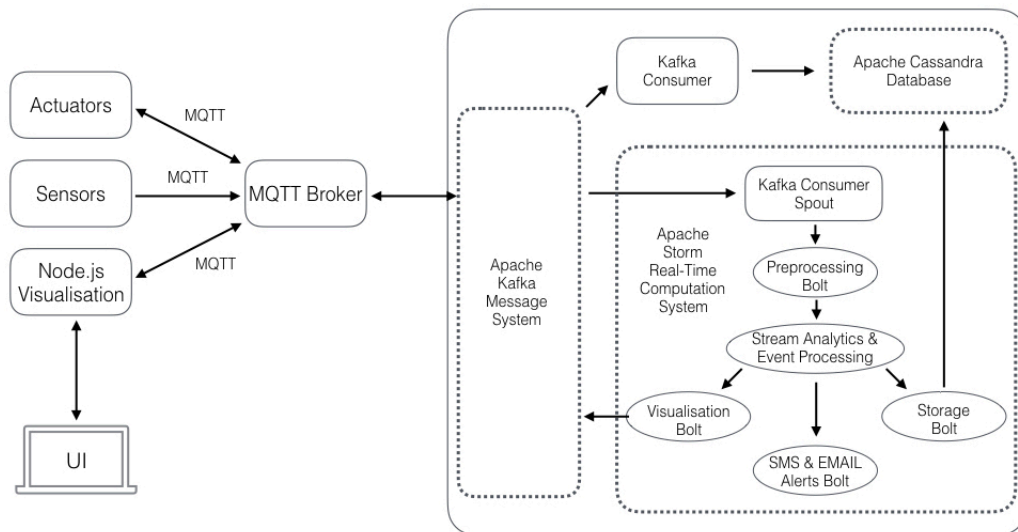 Actuators
MQTT
Sensors
MQTT
MQTT Broker
Node.js
Visualisation
MQTT
UI
Apache
Kafka
Message
System
Kafka
Consumer
Apache Cassandra
Database
Kafka Consumer
Spout
Apache
Storm
Real-Time
Computation
System
Preprocessing
Bolt
Stream Analytics &
Event Processing
Visualisation
Bolt
Storage
Bolt
SMS & EMAIL
Alerts Bolt